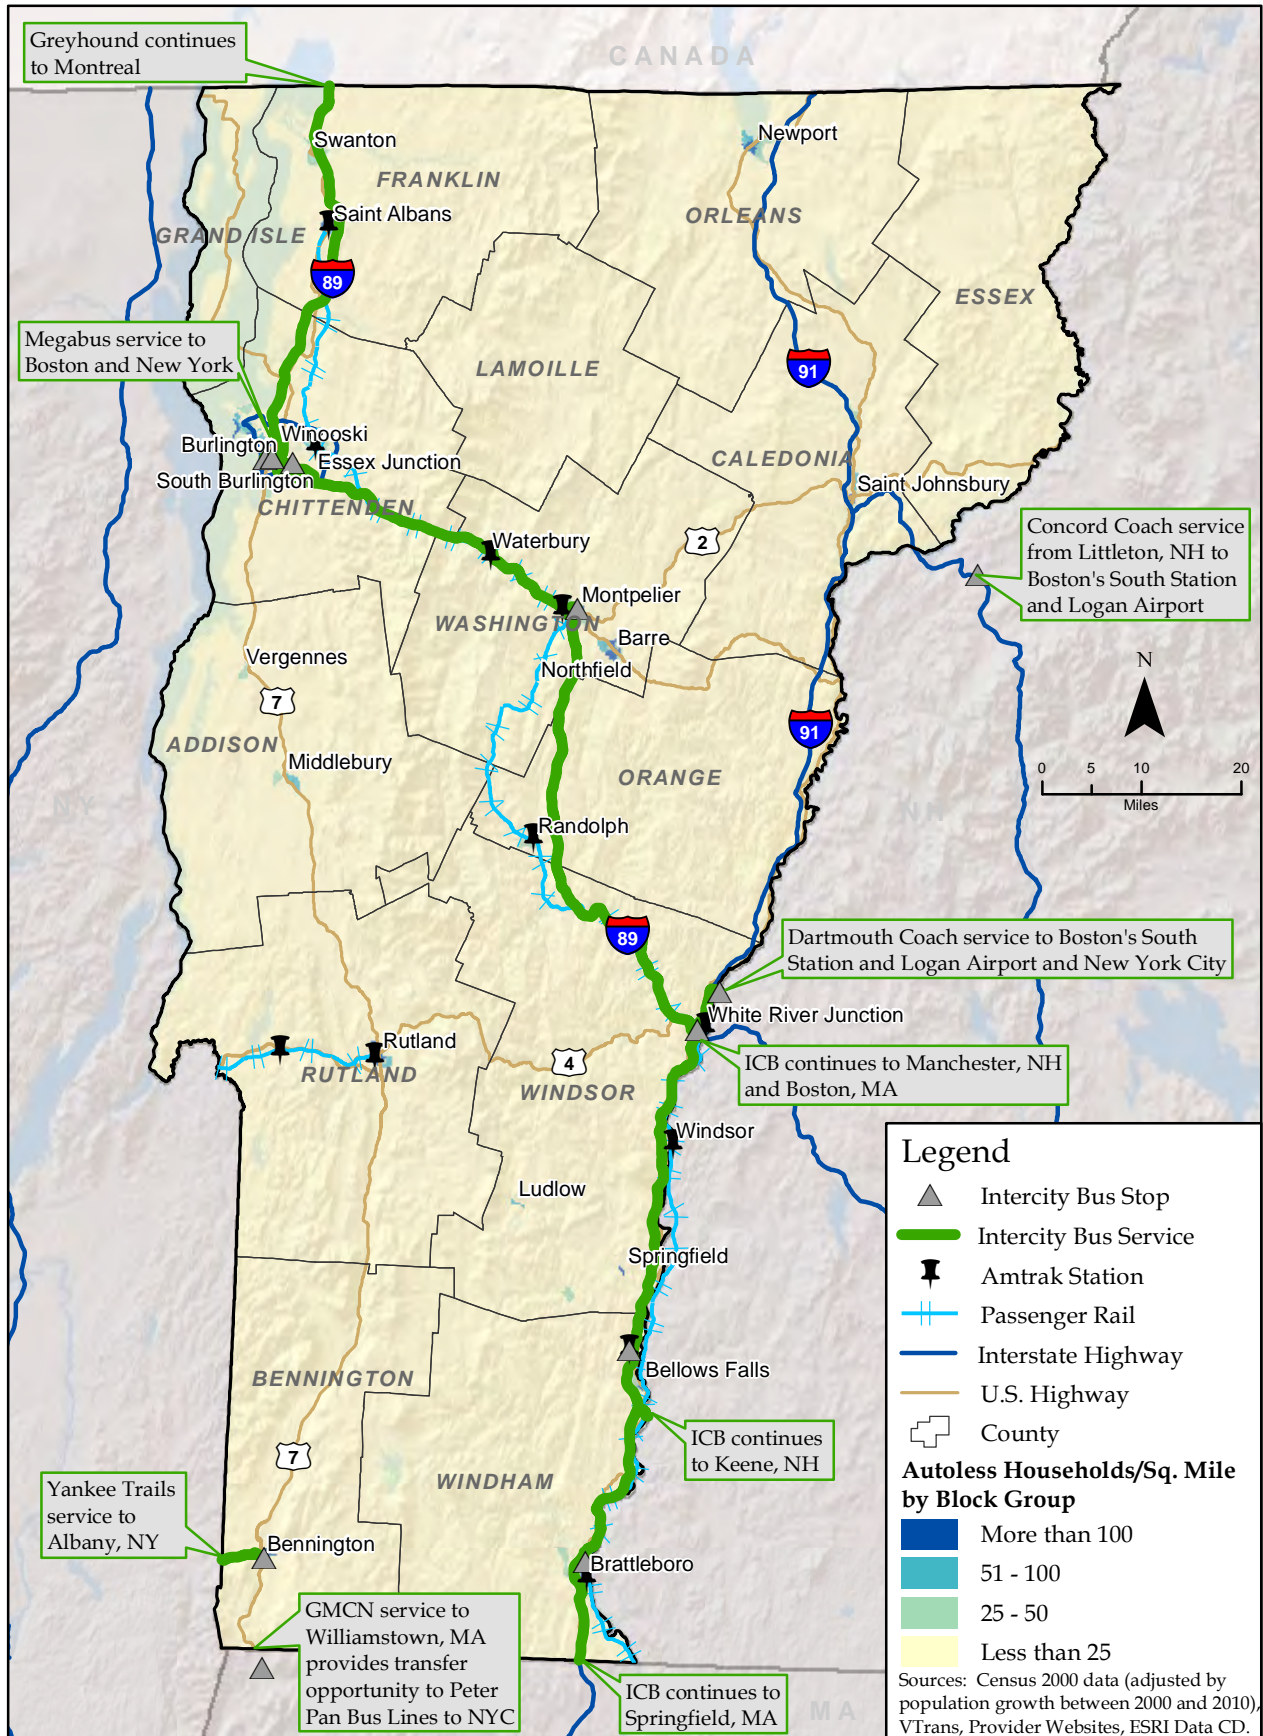 Greyhound continues
to Montreal
CANADA
Swanton
Newport
FRANKLIN
Saint Albans
ORLEANS
GRAND ISLE
89
ESSEX
Megabus service to
Boston and New York
LAMOILLE
91
Winooski
Burlington
Essex Junction
South Burlington
CALEDONIA
Saint Johnsbury
CHITTENDEN
Concord Coach service
from Littleton, NH to
Boston's South Station
and Logan Airport
Waterbury
2
Montpelier
WASHINGTON
Barre
Vergennes
Northfield
N
7
91
ADDISON
Middlebury
ORANGE
0 5 10 20
Miles
NY
NH
Randolph
89
Dartmouth Coach service to Boston's South
Station and Logan Airport and New York City
White River Junction
Rutland
4
RUTLAND
WINDSOR
ICB continues to Manchester, NH
and Boston, MA
Windsor
Ludlow
Springfield
Bellows Falls
BENNINGTON
ICB continues
to Keene, NH
7
WINDHAM
Yankee Trails
service to
Albany, NY
Bennington
Brattleboro
GMCN service to
Williamstown, MA
provides transfer
opportunity to Peter
Pan Bus Lines to NYC
ICB continues to
Springfield, MA
MA
Legend
Intercity Bus Stop
Intercity Bus Service
Amtrak Station
Passenger Rail
Interstate Highway
U.S. Highway
County
Autoless Households/Sq. Mile
by Block Group
More than 100
51 - 100
25 - 50
Less than 25
Sources: Census 2000 data (adjusted by
population growth between 2000 and 2010),
VTrans, Provider Websites, ESRI Data CD.